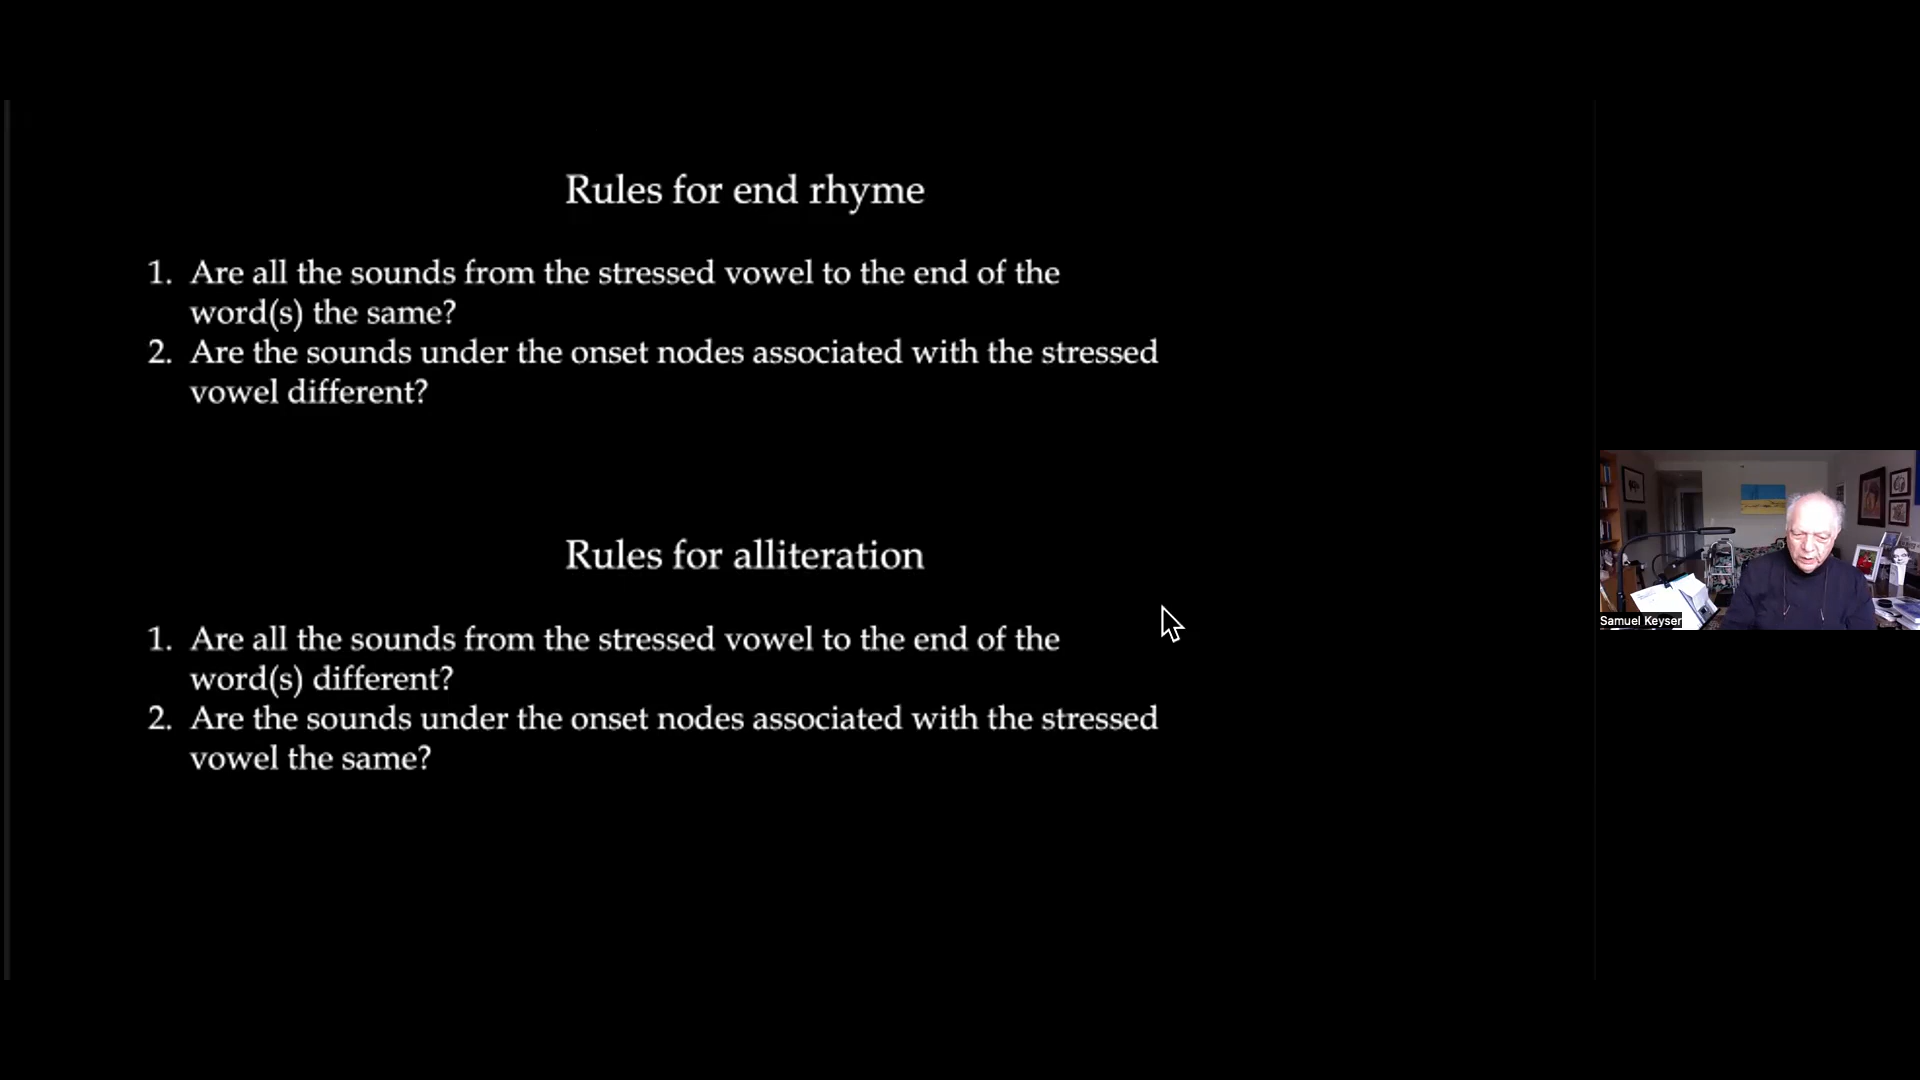 Rules for end rhyme
1. Are all the sounds from the stressed vowel to the end of the
word(s) the same?
2. Are the sounds under the onset nodes associated with the stressed
vowel different?
Rules for alliteration
1. Are all the sounds from the stressed vowel to the end of the
word(s) different?
2. Are the sounds under the onset nodes associated with the stressed
vowel the same?
Samuel Keyser